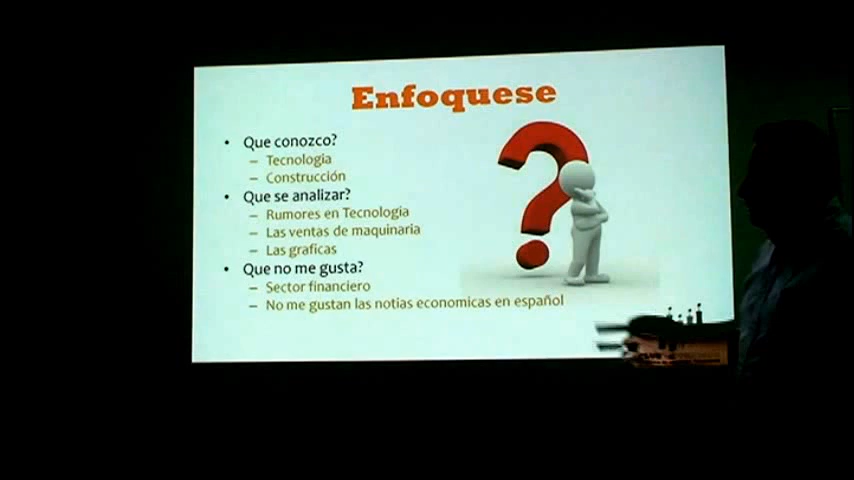 Enfoquese
• Que conozco?
– Tecnologia
– Construcción
• Que se analizar?
– Rumores en Tecnologia
– Las ventas de maquinaria
– Las graficas
• Que no me gusta?
– Sector financiero
– No me gustan las notias economicas en español